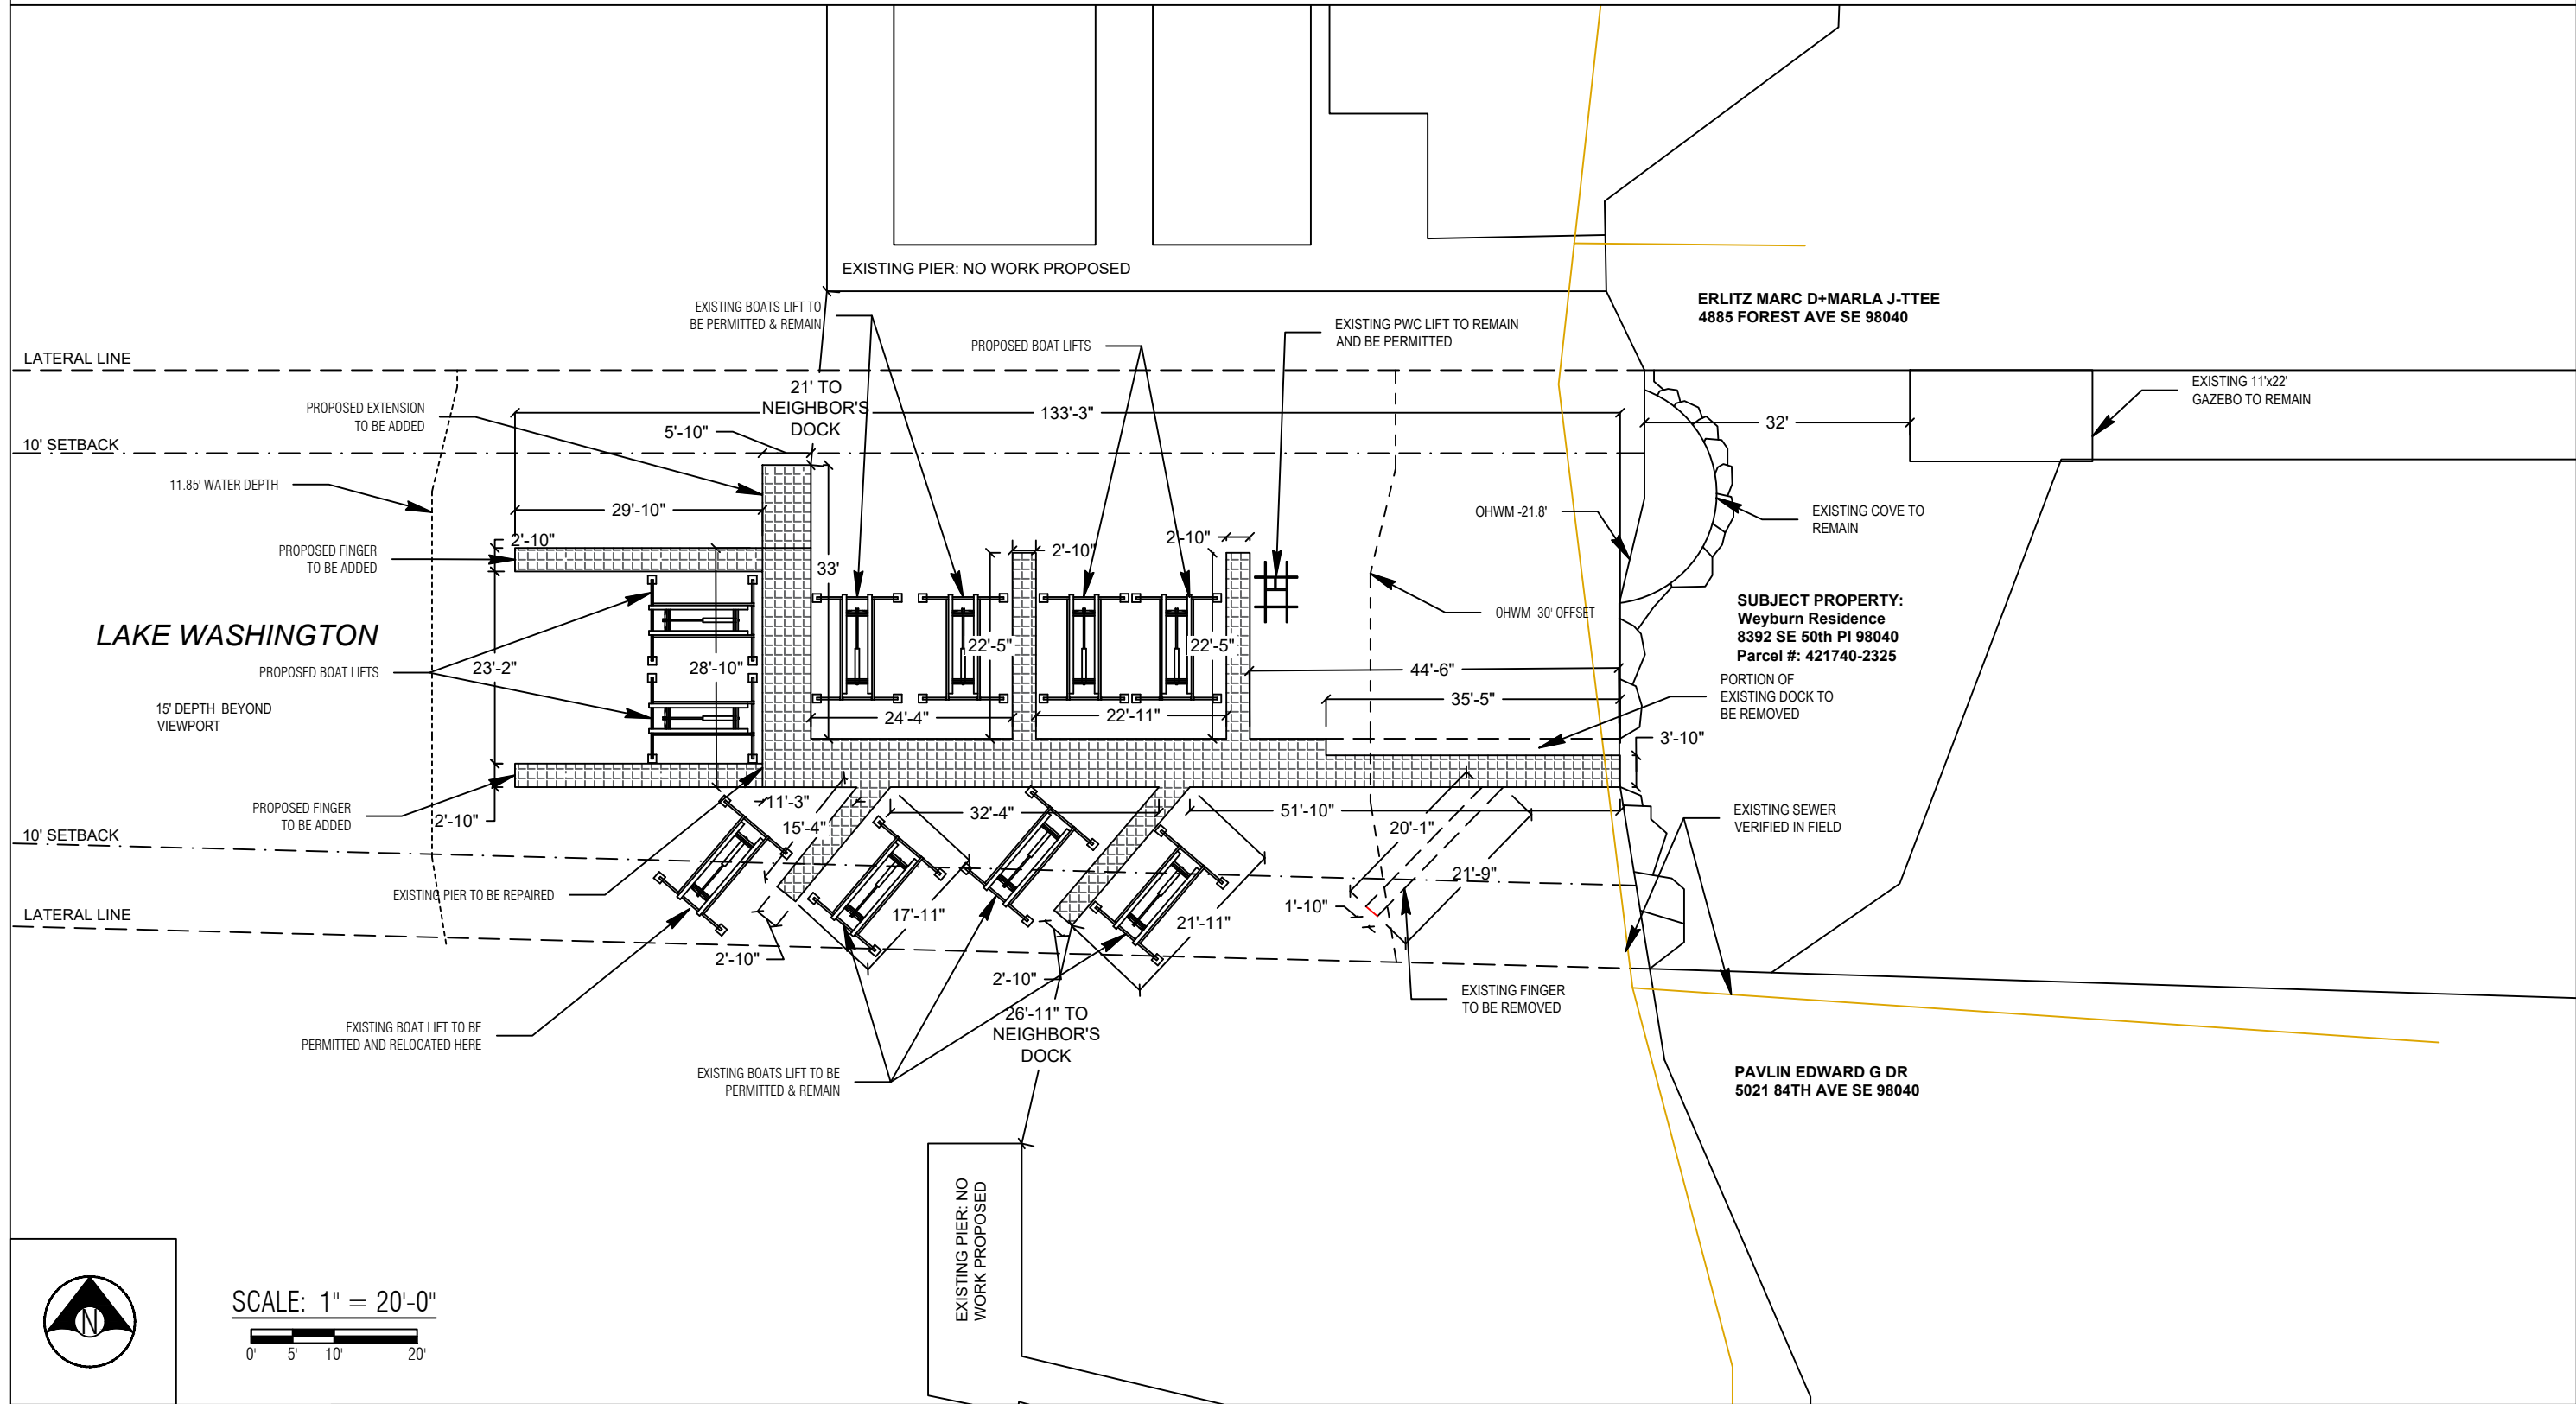 EXISTING PIER: NO WORK PROPOSED
EXISTING BOATS LIFT TO
BE PERMITTED & REMAIN
PROPOSED BOAT LIFTS
EXISTING PWC LIFT TO REMAIN
AND BE PERMITTED
ERLITZ MARC D+MARLA J-TTEE
4885 FOREST AVE SE 98040
LATERAL LINE
21' TO
NEIGHBOR'S
DOCK
133'-3"
32'
EXISTING 11'x22'
GAZEBO TO REMAIN
PROPOSED EXTENSION
TO BE ADDED
5'-10"
10' SETBACK
11.85' WATER DEPTH
29'-10"
OHWM -21.8'
EXISTING COVE TO
REMAIN
2'-10"
PROPOSED FINGER
TO BE ADDED
33'
2'-10"
2'-10"
OHWM 30' OFFSET
SUBJECT PROPERTY:
Weyburn Residence
8392 SE 50th Pl 98040
Parcel #: 421740-2325
LAKE WASHINGTON
PROPOSED BOAT LIFTS
23'-2"
28'-10"
22'-5"
22'-5"
44'-6"
35'-5"
PORTION OF
EXISTING DOCK TO
BE REMOVED
15' DEPTH BEYOND
VIEWPORT
24'-4"
22'-11"
3'-10"
PROPOSED FINGER
TO BE ADDED
2'-10"
11'-3"
15'-4"
32'-4"
51'-10"
20'-1"
EXISTING SEWER
VERIFIED IN FIELD
10' SETBACK
EXISTING PIER TO BE REPAIRED
21'-9"
LATERAL LINE
17'-11"
21'-11"
1'-10"
2'-10"
2'-10"
EXISTING FINGER
TO BE REMOVED
26'-11" TO
NEIGHBOR'S
DOCK
EXISTING BOAT LIFT TO BE
PERMITTED AND RELOCATED HERE
EXISTING BOATS LIFT TO BE
PERMITTED & REMAIN
PAVLIN EDWARD G DR
5021 84TH AVE SE 98040
EXISTING PIER: NO
WORK PROPOSED
N
SCALE: 1" = 20'-0"
0' 5' 10' 20'